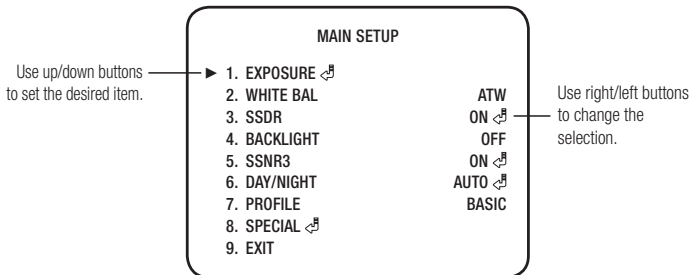 MAIN SETUP
Use up/down buttons
to set the desired item.
► 1. EXPOSURE ⏎
2. WHITE BAL ATW
3. SSDR ON ⏎
4. BACKLIGHT OFF
5. SSNR3 ON ⏎
6. DAY/NIGHT AUTO ⏎
7. PROFILE BASIC
8. SPECIAL ⏎
9. EXIT
Use right/left buttons
to change the
selection.